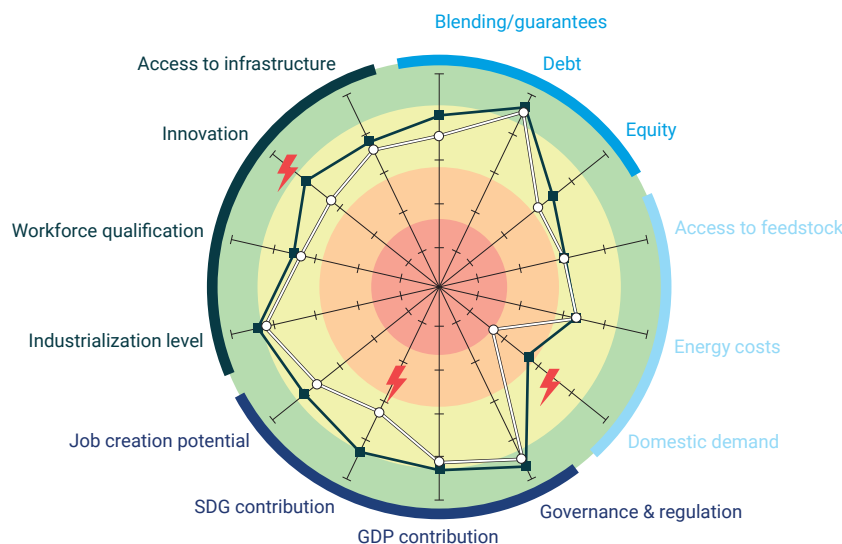 Blending/guarantees
Access to infrastructure
Debt
Innovation
Equity
Workforce qualification
Access to feedstock
Industrialization level
Energy costs
Job creation potential
Domestic demand
SDG contribution
Governance & regulation
GDP contribution